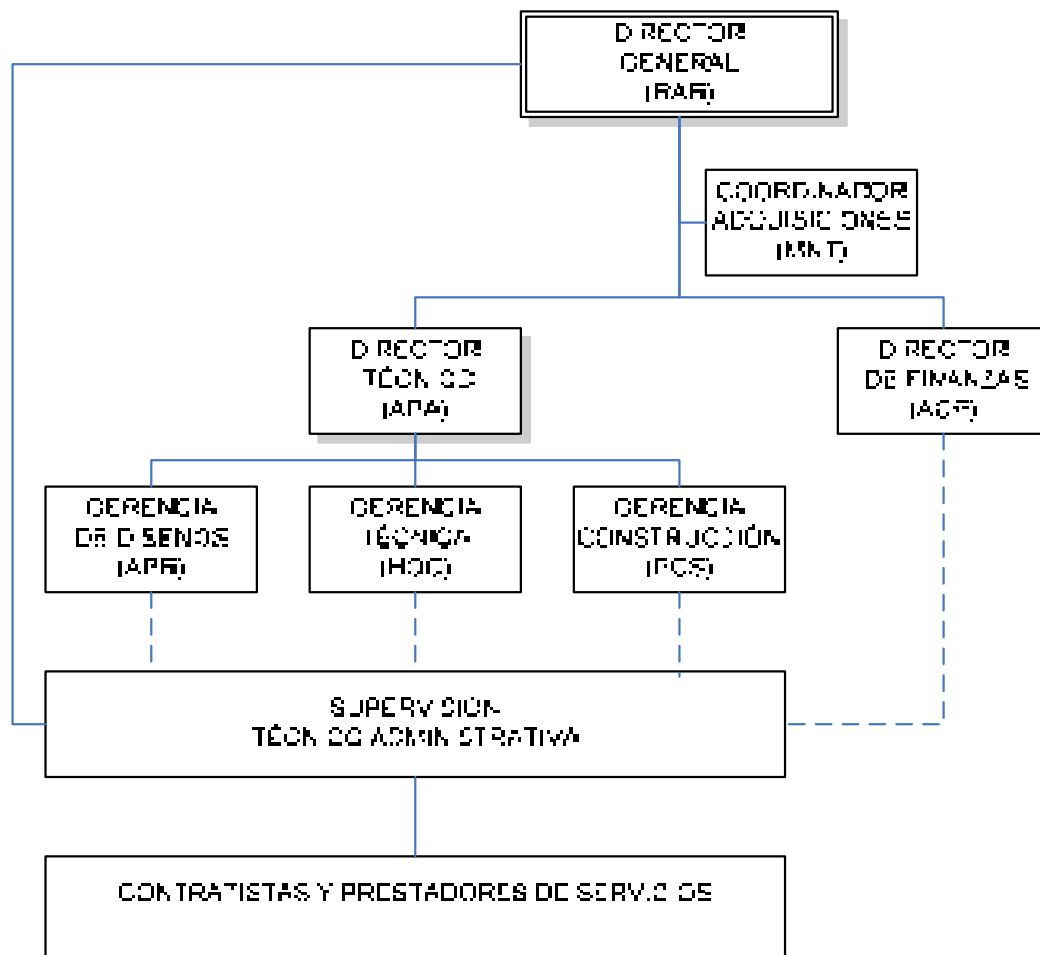 DIRECTOR
GENERAL
COORDINADOR
ADQUISICIONES
(MNT)
DIRECTOR
TÉCNICO
DIRECTOR
DE FINANZAS
GERENCIA
DE DISEÑOS
GERENCIA
TÉCNICA
GERENCIA
CONSTRUCCIÓN
SUPERVISIÓN
TÉCNICO ADMINISTRATIVA
CONTRATISTAS Y PRESTADORES DE SERVICIOS